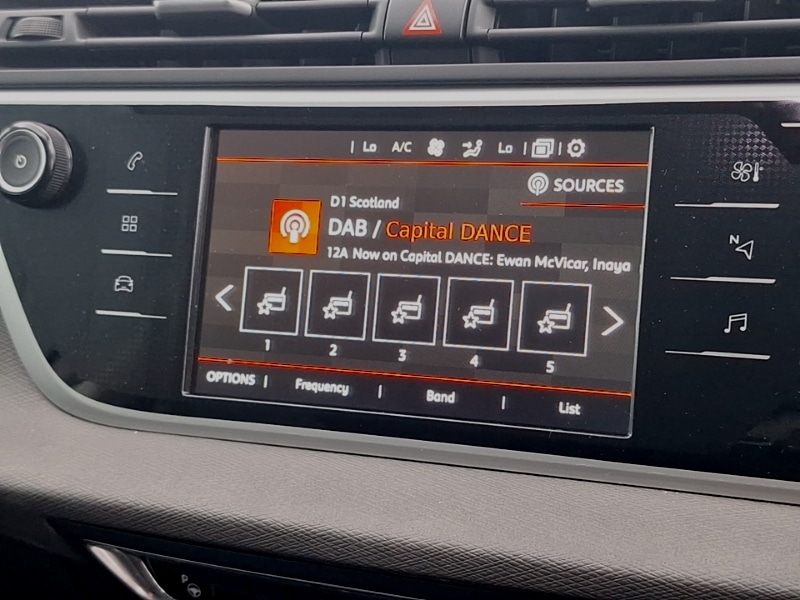 Lo A/C Lo
SOURCES
D1 Scotland
DAB / Capital DANCE
12A Now on Capital DANCE: Ewan McVicar, Inaya
1 2 3 4 5
OPTIONS | Frequency | Band | List
N
P